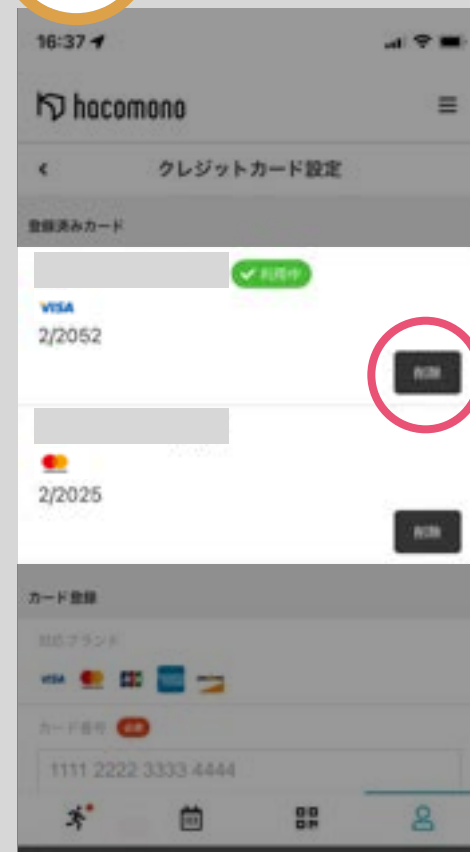 16:37
hacomono
クレジットカード設定
登録済みカード
利用中
VISA
2/2052
削除
2/2025
削除
カード登録
対応ブランド
VISA
カード番号 必須
1111 2222 3333 4444